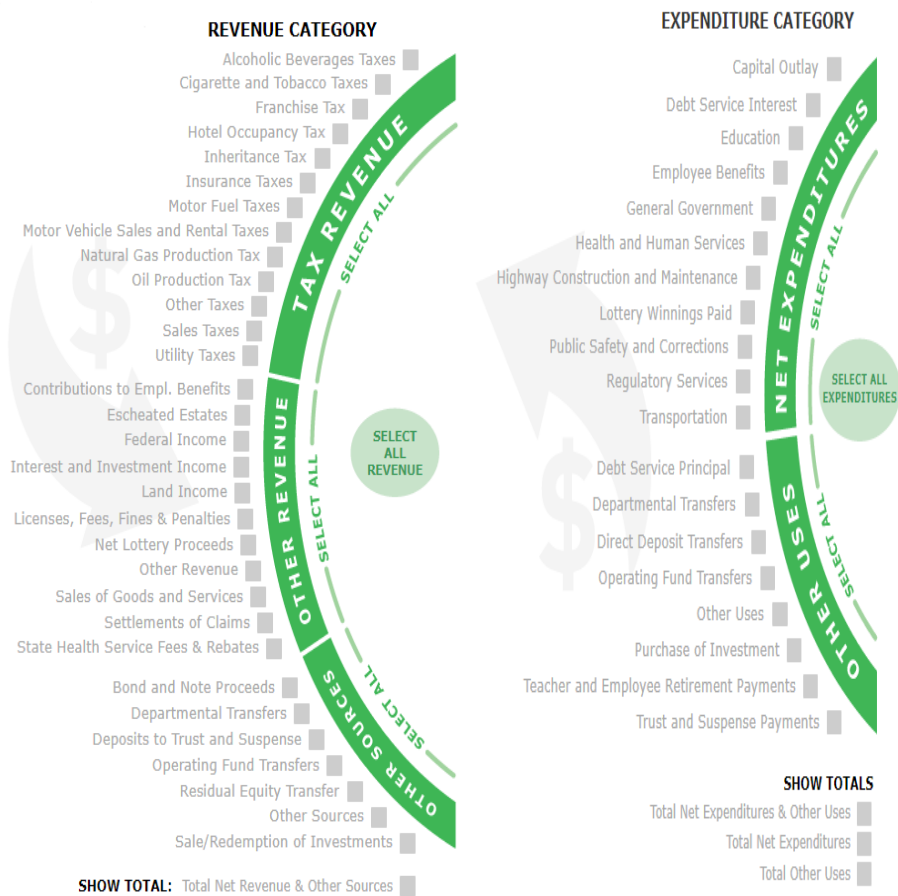 REVENUE CATEGORY
Alcoholic Beverages Taxes
Cigarette and Tobacco Taxes
Franchise Tax
Hotel Occupancy Tax
Inheritance Tax
Insurance Taxes
Motor Fuel Taxes
Motor Vehicle Sales and Rental Taxes
Natural Gas Production Tax
Oil Production Tax
Other Taxes
Sales Taxes
Utility Taxes
TAX REVENUE
SELECT ALL
Contributions to Empl. Benefits
Escheated Estates
Federal Income
Interest and Investment Income
Land Income
Licenses, Fees, Fines & Penalties
Net Lottery Proceeds
Other Revenue
Sales of Goods and Services
Settlements of Claims
State Health Service Fees & Rebates
OTHER REVENUE
SELECT ALL
SELECT
ALL
REVENUE
Bond and Note Proceeds
Departmental Transfers
Deposits to Trust and Suspense
Operating Fund Transfers
Residual Equity Transfer
Other Sources
Sale/Redemption of Investments
OTHER SOURCES
SELECT ALL
SHOW TOTAL: Total Net Revenue & Other Sources
EXPENDITURE CATEGORY
Capital Outlay
Debt Service Interest
Education
Employee Benefits
General Government
Health and Human Services
Highway Construction and Maintenance
Lottery Winnings Paid
Public Safety and Corrections
Regulatory Services
Transportation
NET EXPENDITURES
SELECT ALL
SELECT ALL
EXPENDITURES
Debt Service Principal
Departmental Transfers
Direct Deposit Transfers
Operating Fund Transfers
Other Uses
Purchase of Investment
Teacher and Employee Retirement Payments
Trust and Suspense Payments
OTHER USES
SELECT ALL
SHOW TOTALS
Total Net Expenditures & Other Uses
Total Net Expenditures
Total Other Uses
$
$